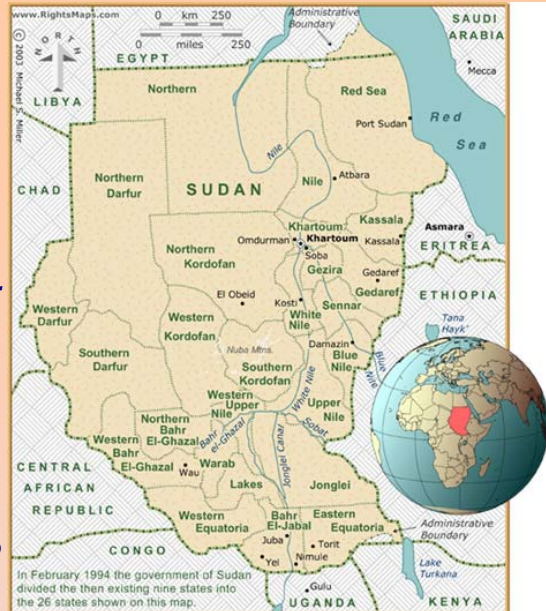 www.RightsMaps.com
© 2003 Michael S. Miller
NORTH
0 km 250
0 miles 250
Administrative
Boundary
SAUDI
ARABIA
Mecca
EGYPT
LIBYA
Northern
Red Sea
Port Sudan
Red
Sea
Nile
CHAD
Northern
Darfur
SUDAN
Nile
Atbara
Khartoum
Kassala
Omdurman
Khartoum
Kassala
Asmara
ERITREA
Soba
Northern
Kordofan
Gezira
Gedaref
Gedaref
ETHIOPIA
El Obeid
Kosti
Sennar
Western
Darfur
Western
Kordofan
White
Nile
Tana
Hayk'
Southern
Darfur
Nuba Mtns.
Damazin
Blue
Nile
Blue Nile
Southern
Kordofan
White Nile
Western
Upper
Nile
Upper
Nile
Northern
Bahr
El-Ghazal
Bahr
el-Ghazal
Sobat
Western
Bahr
El-Ghazal
Warab
Wau
Jonglei Canar
CENTRAL
AFRICAN
REPUBLIC
Lakes
Jonglei
Western
Equatoria
Bahr
El-Jabal
Eastern
Equatoria
Administrative
Boundary
Juba
Torit
CONGO
Yei
Nimule
Lake
Turkana
In February 1994 the government of Sudan
divided the then existing nine states into
the 26 states shown on this map.
Gulu
UGANDA
KENYA